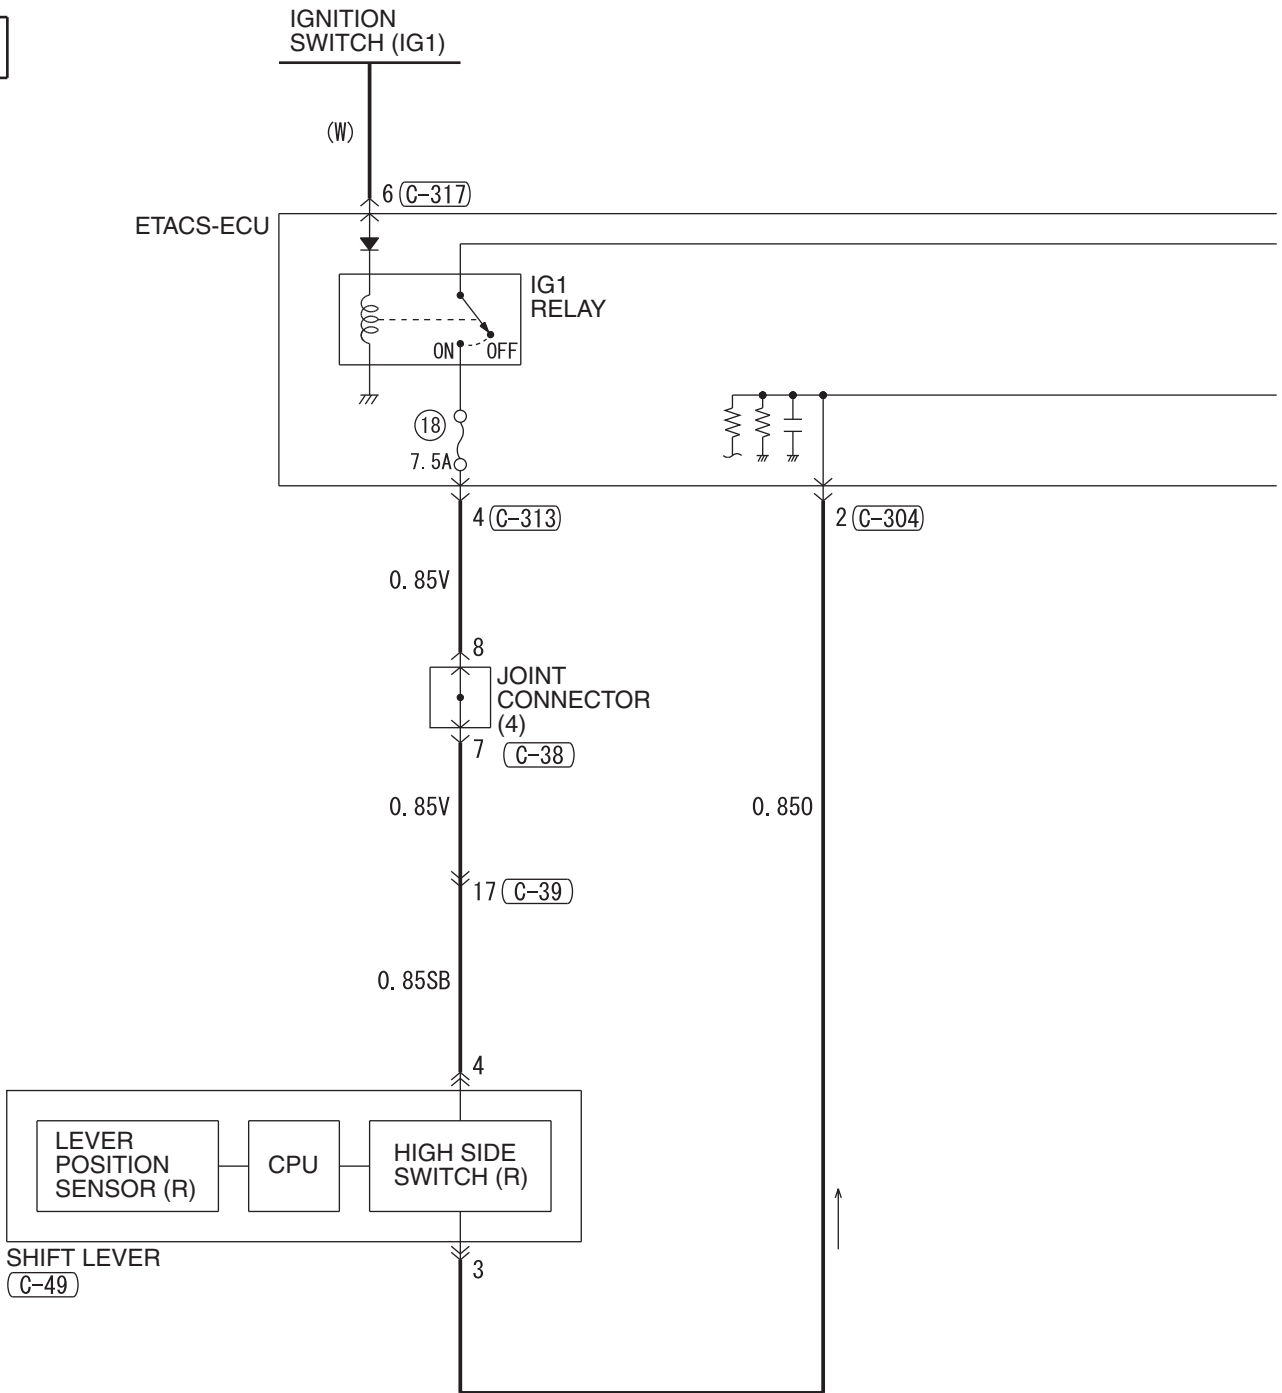 IGNITION
SWITCH (IG1)
(W)
6 C-317
ETACS-ECU
IG1
RELAY
ON OFF
18
7.5A
4 C-313
2 C-304
0.85V
8
JOINT
CONNECTOR
(4)
7 C-38
0.85V
0.85O
17 C-39
0.85SB
4
LEVER
POSITION
SENSOR (R)
CPU
HIGH SIDE
SWITCH (R)
SHIFT LEVER
C-49
3